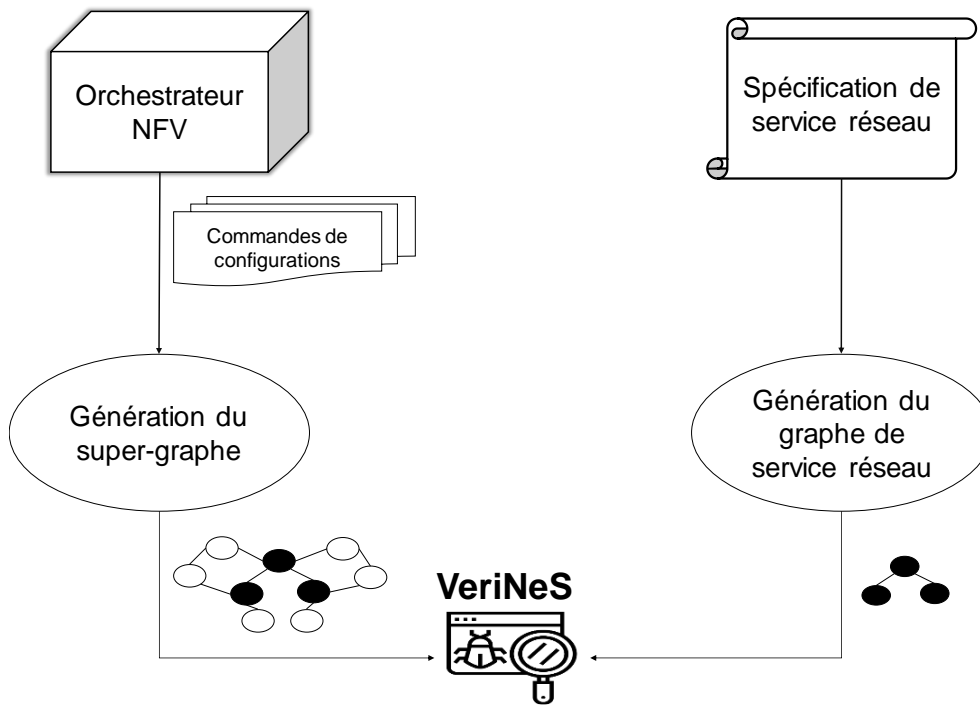 Orchestrateur
NFV
Spécification de
service réseau
Commandes de
configurations
Génération du
super-graphe
Génération du
graphe de
service réseau
VeriNeS